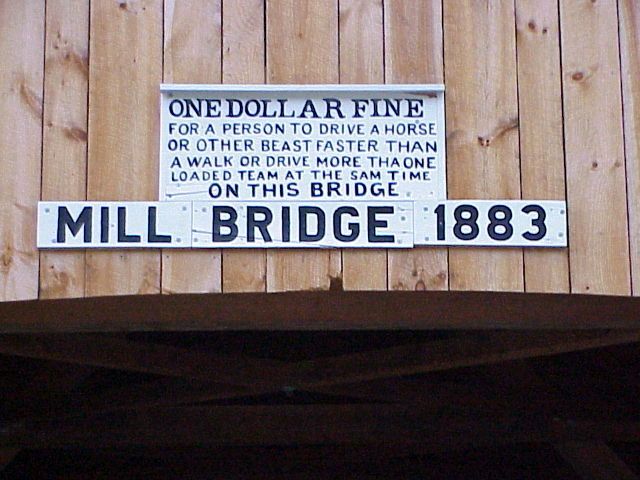 ONE DOLLAR FINE
FOR A PERSON TO DRIVE A HORSE
OR OTHER BEAST FASTER THAN
A WALK OR DRIVE MORE THA ONE
LOADED TEAM AT THE SAM TIME
ON THIS BRIDGE
MILL BRIDGE 1883